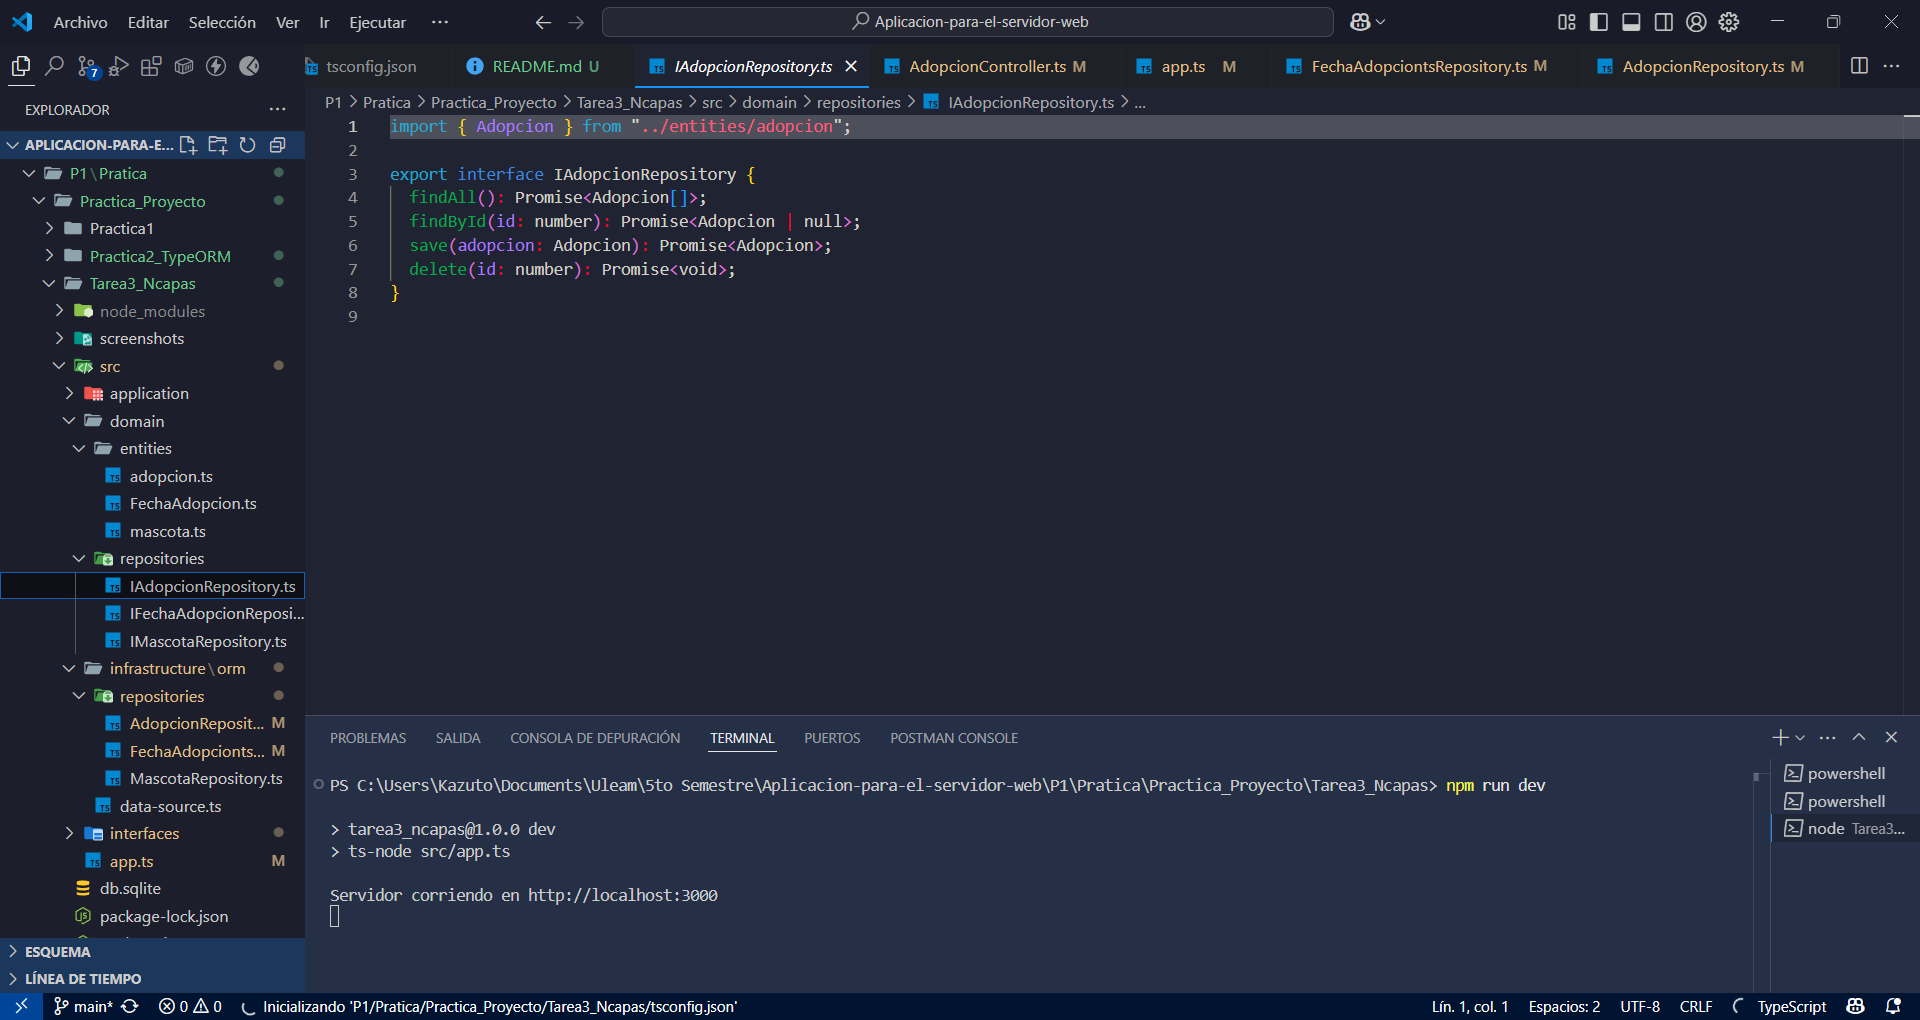 Archivo Editar Selección Ver Ir Ejecutar ··· Aplicacion-para-el-servidor-web
7 tsconfig.json README.md U IAdopcionRepository.ts AdopcionController.ts M app.ts M FechaAdopciontsRepository.ts M AdopcionRepository.ts M
EXPLORADOR
P1 > Pratica > Practica_Proyecto > Tarea3_Ncapas > src > domain > repositories > IAdopcionRepository.ts > ...
APLICACION-PARA-E...
P1\Pratica
Practica_Proyecto
Practica1
Practica2_TypeORM
Tarea3_Ncapas
node_modules
screenshots
src
application
domain
entities
adopcion.ts
FechaAdopcion.ts
mascota.ts
repositories
IAdopcionRepository.ts
IFechaAdopcionReposi...
IMascotaRepository.ts
infrastructure\orm
repositories
AdopcionReposit... M
FechaAdopcionts... M
MascotaRepository.ts
data-source.ts
interfaces
app.ts M
db.sqlite
package-lock.json
ESQUEMA
LÍNEA DE TIEMPO
1 import { Adopcion } from "../entities/adopcion";
2
3 export interface IAdopcionRepository {
4 findAll(): Promise<Adopcion[]>;
5 findById(id: number): Promise<Adopcion | null>;
6 save(adopcion: Adopcion): Promise<Adopcion>;
7 delete(id: number): Promise<void>;
8 }
9
PROBLEMAS SALIDA CONSOLA DE DEPURACIÓN TERMINAL PUERTOS POSTMAN CONSOLE
PS C:\Users\Kazuto\Documents\Uleam\5to Semestre\Aplicacion-para-el-servidor-web\P1\Pratica\Practica_Proyecto\Tarea3_Ncapas> npm run dev
> tarea3_ncapas@1.0.0 dev
> ts-node src/app.ts
Servidor corriendo en http://localhost:3000
powershell
powershell
node Tarea3...
main* 0 0 Inicializando 'P1/Pratica/Practica_Proyecto/Tarea3_Ncapas/tsconfig.json' Lín. 1, col. 1 Espacios: 2 UTF-8 CRLF TypeScript